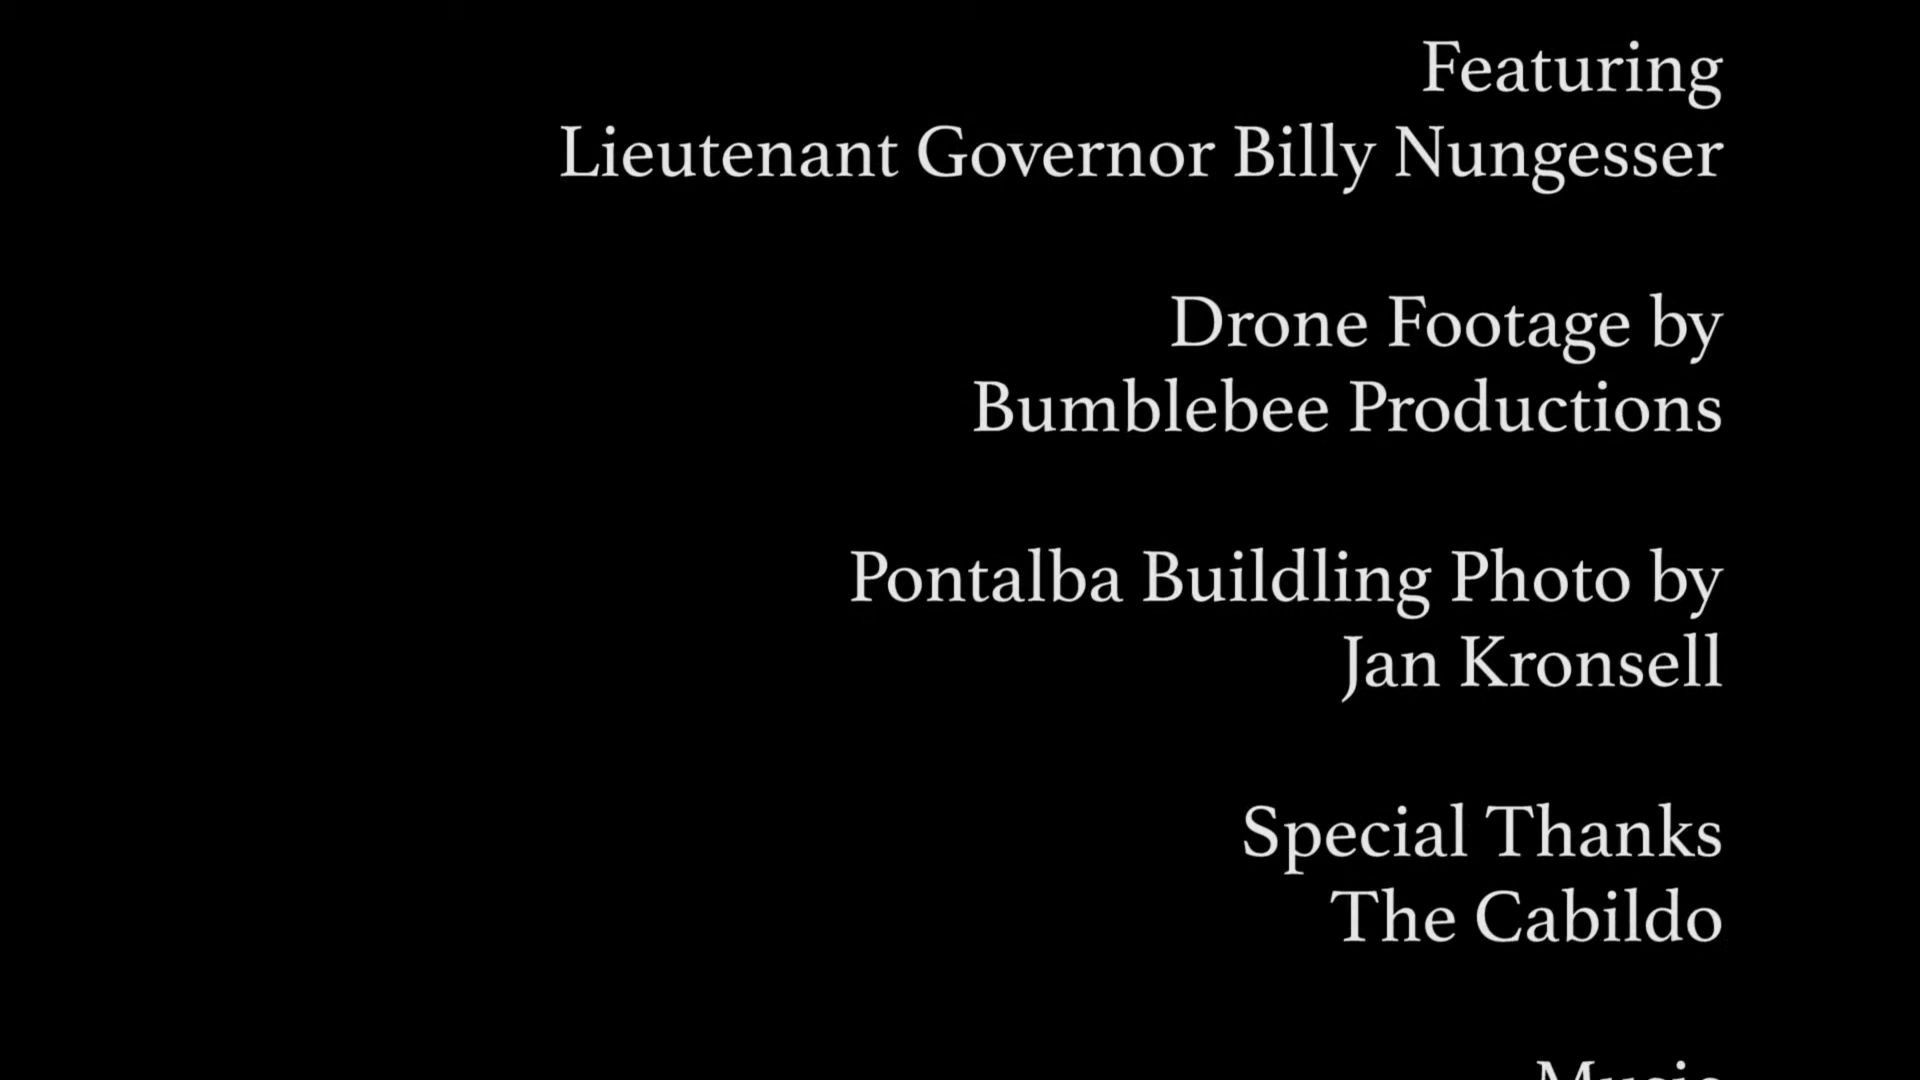 Featuring
Lieutenant Governor Billy Nungesser
Drone Footage by
Bumblebee Productions
Pontalba Buildling Photo by
Jan Kronsell
Special Thanks
The Cabildo
Music